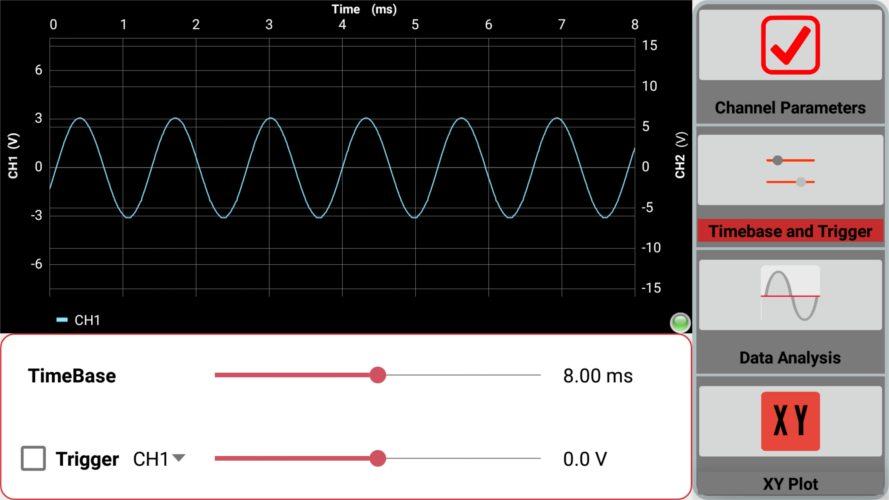 Time (ms)
0 1 2 3 4 5 6 7 8
CH1 (V)
6
3
0
-3
-6
15
10
5
0
-5
-10
-15
CH2 (V)
CH1
TimeBase 8.00 ms
Trigger CH1 0.0 V
Channel Parameters
Timebase and Trigger
Data Analysis
X Y
XY Plot